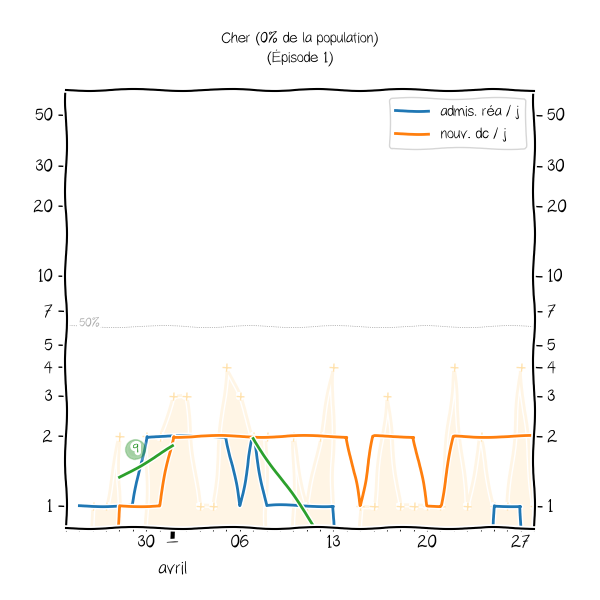 Cher (0% de la population)
(Épisode 1)
admis. réa / j
nouv. dc / j
50 50
30 30
20 20
10 10
7 7
50%
5 5
4 4
3 3
9
2 2
1 1
30 06 13 20 27
avril